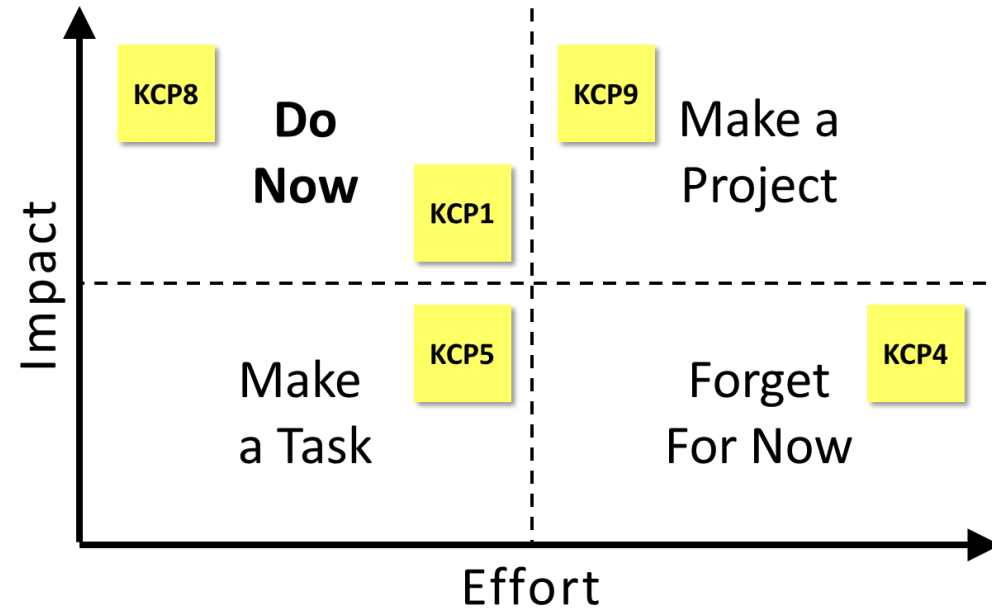 KCP8
Do
Now
KCP1
KCP9
Make a
Project
Impact
Make
a Task
KCP5
Forget
For Now
KCP4
Effort